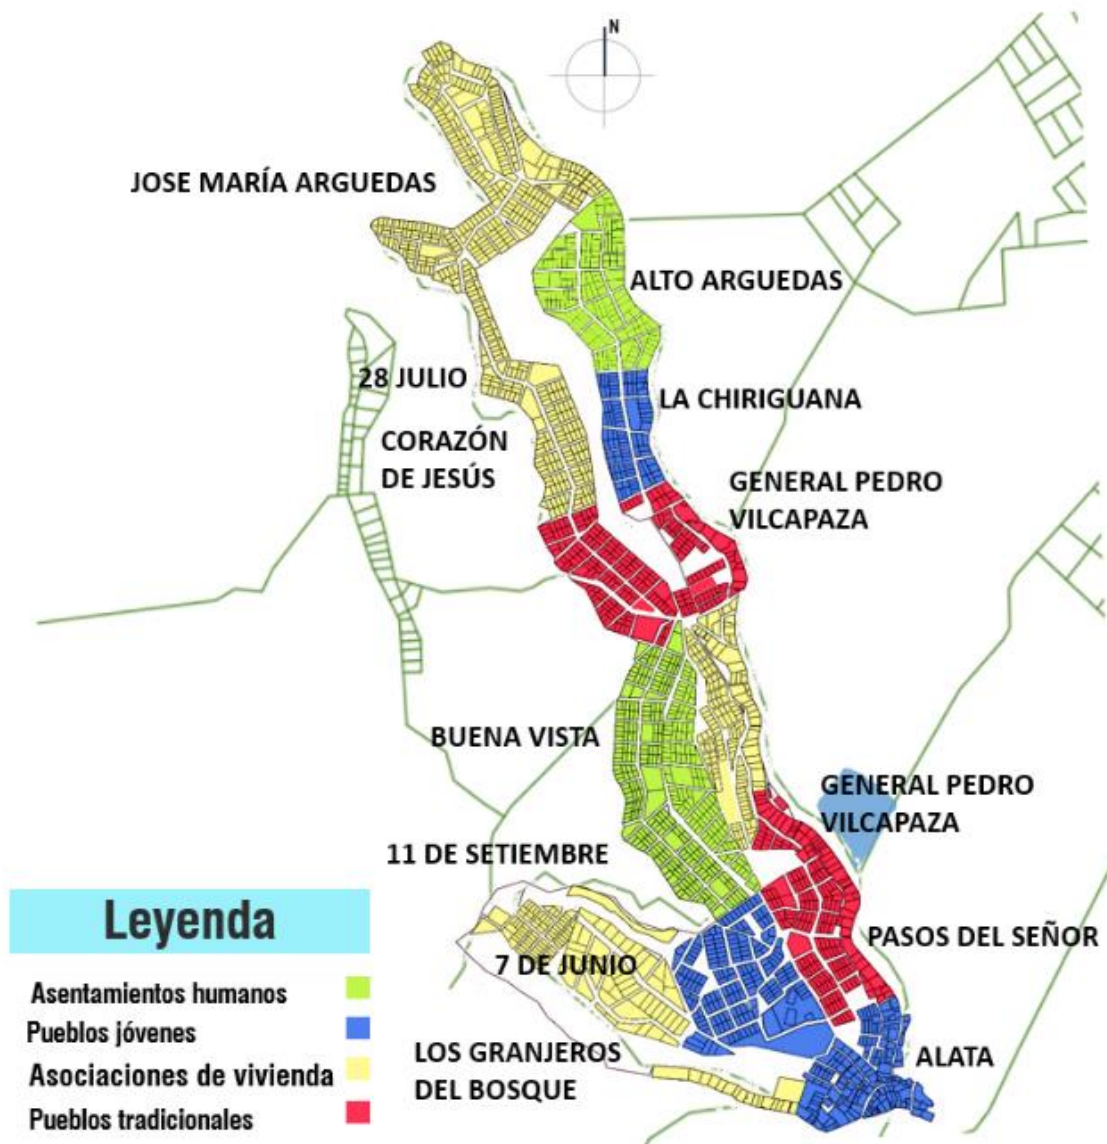 N
JOSE MARÍA ARGUEDAS
ALTO ARGUEDAS
28 JULIO
LA CHIRIGUANA
CORAZÓN
DE JESÚS
GENERAL PEDRO
VILCAPAZA
BUENA VISTA
GENERAL PEDRO
VILCAPAZA
11 DE SETIEMBRE
PASOS DEL SEÑOR
7 DE JUNIO
LOS GRANJEROS
DEL BOSQUE
ALATA
Leyenda
Asentamientos humanos
Pueblos jóvenes
Asociaciones de vivienda
Pueblos tradicionales